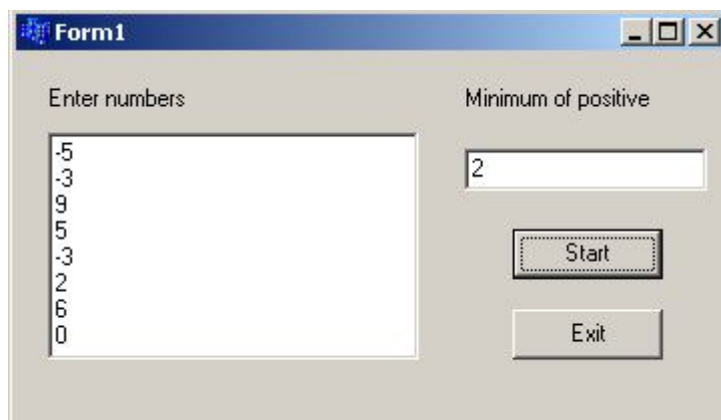 Form1
Enter numbers
Minimum of positive
-5
-3
9
5
-3
2
6
0
2
Start
Exit